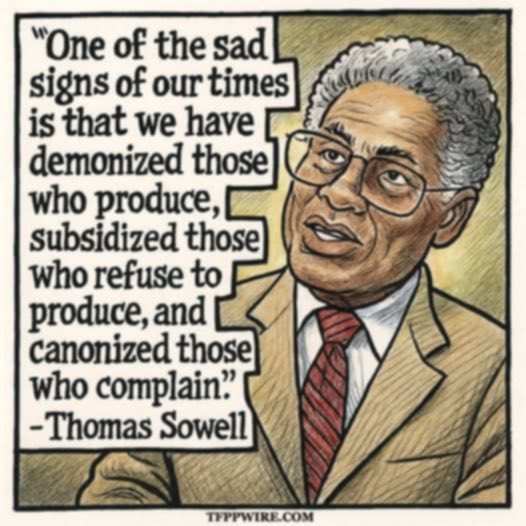 "One of the sad
signs of our times
is that we have
demonized those
who produce,
subsidized those
who refuse to
produce, and
canonized those
who complain."
-Thomas Sowell
TFPPWIRE.COM